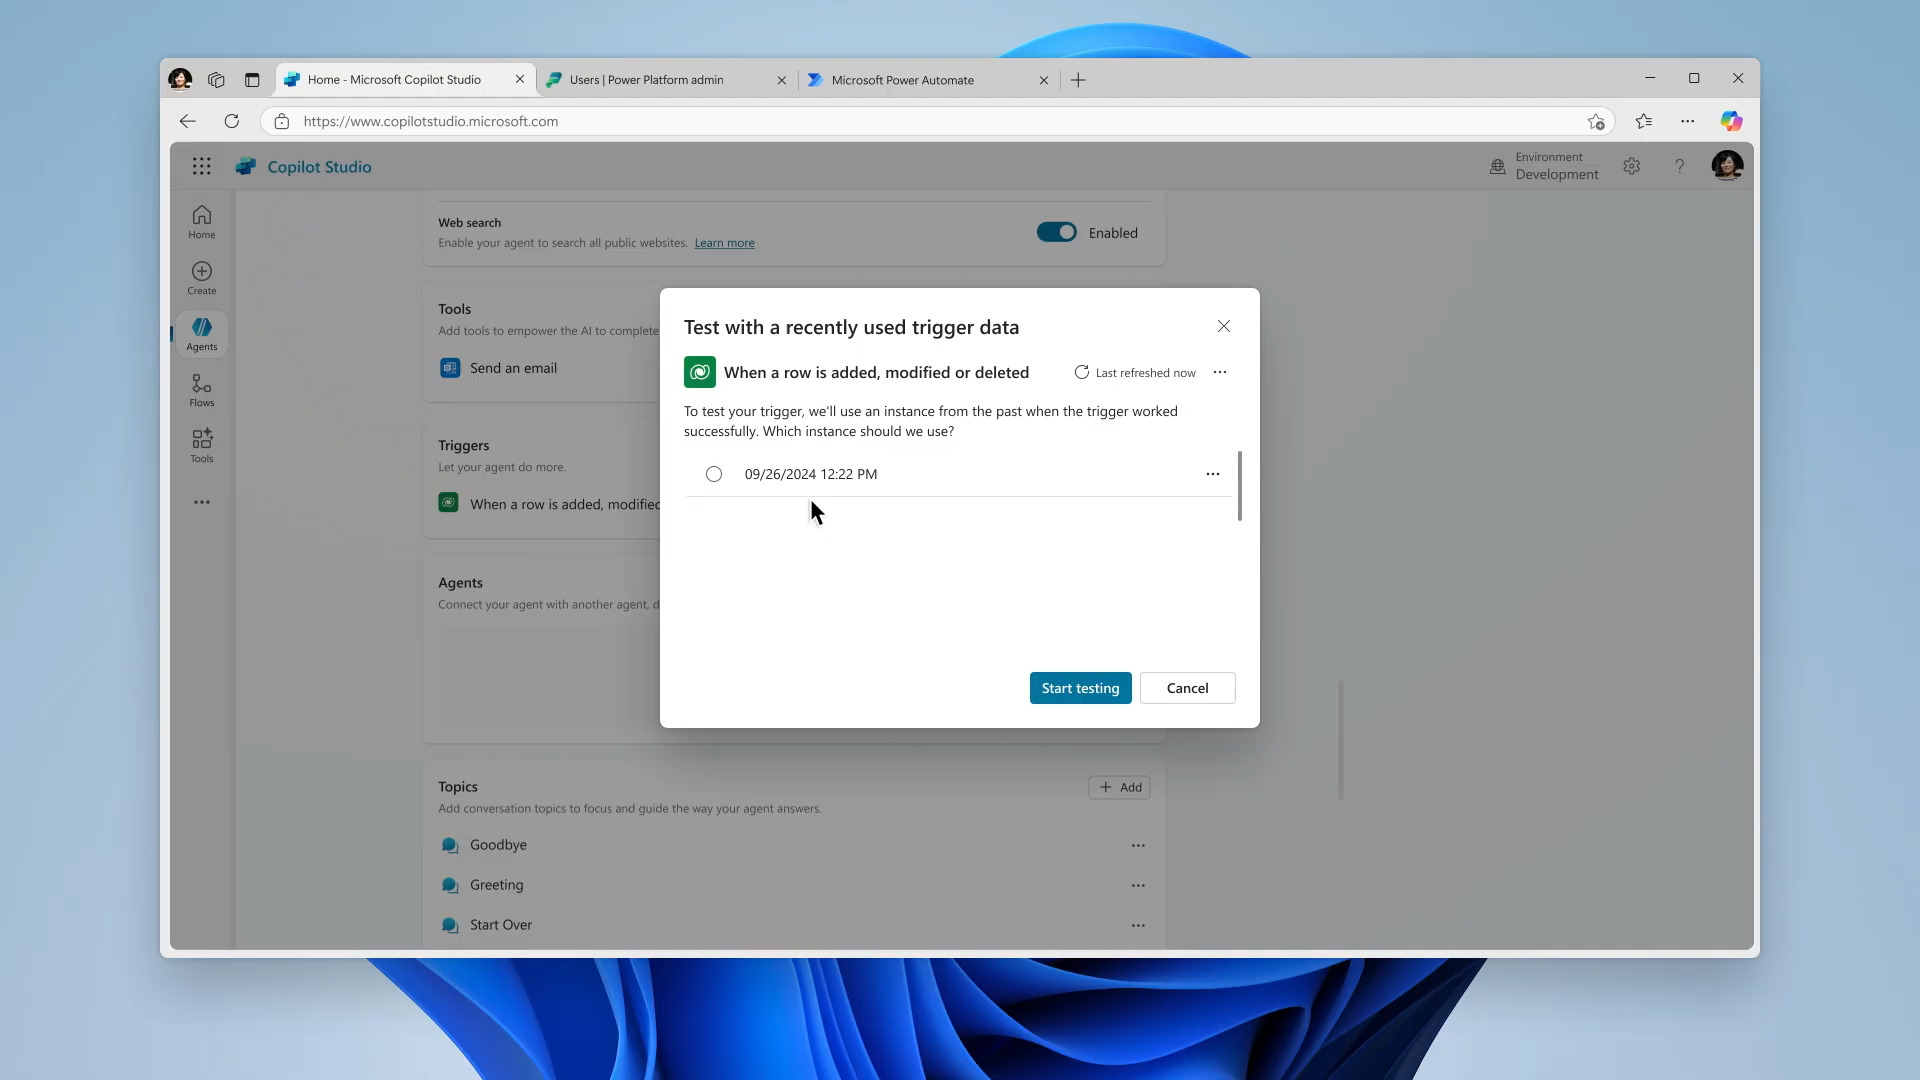 Home - Microsoft Copilot Studio
Users | Power Platform admin
Microsoft Power Automate
https://www.copilotstudio.microsoft.com
Copilot Studio
Environment
Development
Home
Create
Agents
Flows
Tools
Web search
Enable your agent to search all public websites. Learn more
Enabled
Tools
Add tools to empower the AI to complete
Send an email
Triggers
Let your agent do more.
When a row is added, modified
Agents
Connect your agent with another agent, d
Test with a recently used trigger data
When a row is added, modified or deleted
Last refreshed now
To test your trigger, we'll use an instance from the past when the trigger worked
successfully. Which instance should we use?
09/26/2024 12:22 PM
Start testing
Cancel
Topics
Add
Add conversation topics to focus and guide the way your agent answers.
Goodbye
Greeting
Start Over